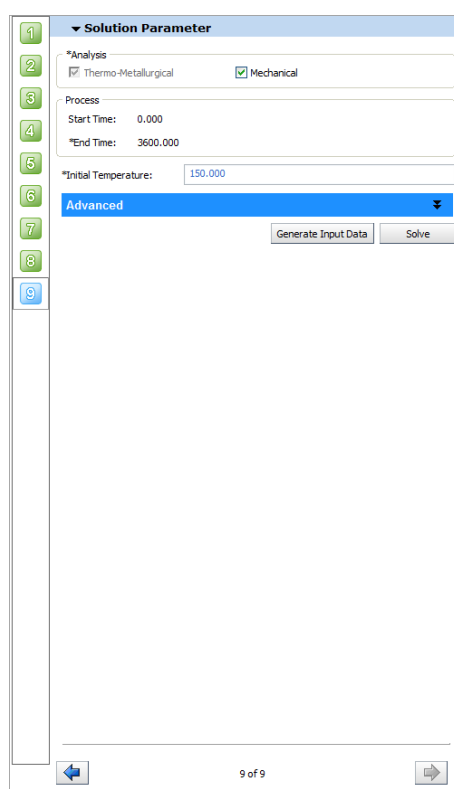 1
Solution Parameter
2
*Analysis
Thermo-Metallurgical Mechanical
3
Process
Start Time: 0.000
4
*End Time: 3600.000
5
*Initial Temperature: 150.000
6
Advanced
7
Generate Input Data Solve
8
9
9 of 9